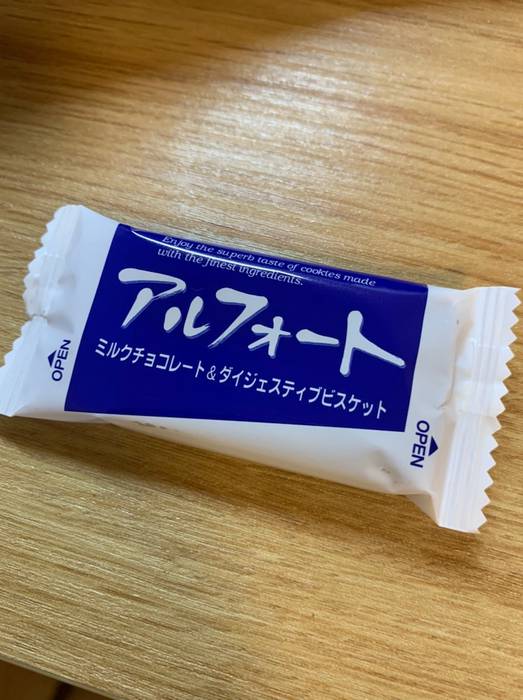 Enjoy the superb taste of cookies made
with the finest ingredients.
アルフォート
ミルクチョコレート&ダイジェスティブビスケット
OPEN
OPEN